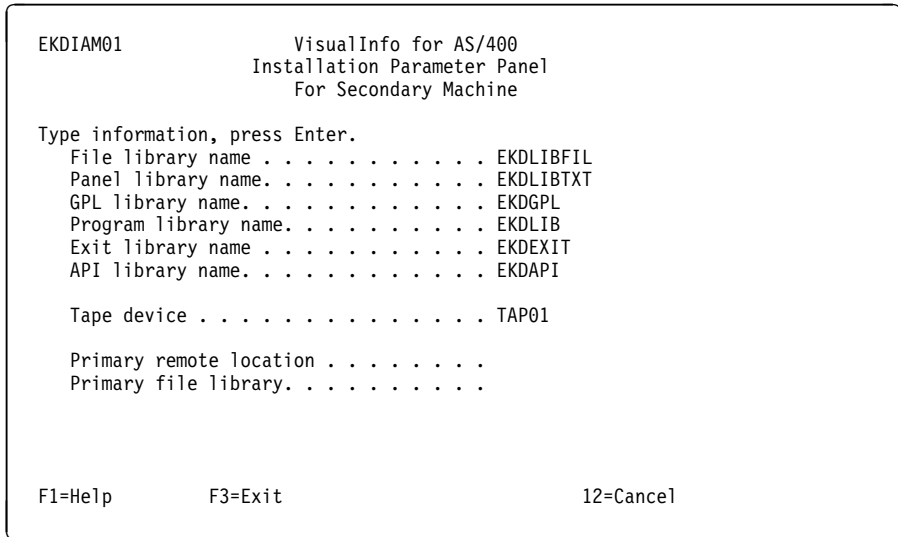 EKDIAM01 VisualInfo for AS/400
Installation Parameter Panel
For Secondary Machine
Type information, press Enter.
File library name . . . . . . . . . . . EKDLIBFIL
Panel library name. . . . . . . . . . . EKDLIBTXT
GPL library name. . . . . . . . . . . . EKDGPL
Program library name. . . . . . . . . . EKDLIB
Exit library name . . . . . . . . . . . EKDEXIT
API library name. . . . . . . . . . . . EKDAPI
Tape device . . . . . . . . . . . . . . TAP01
Primary remote location . . . . . . . .
Primary file library. . . . . . . . . .
F1=Help F3=Exit 12=Cancel